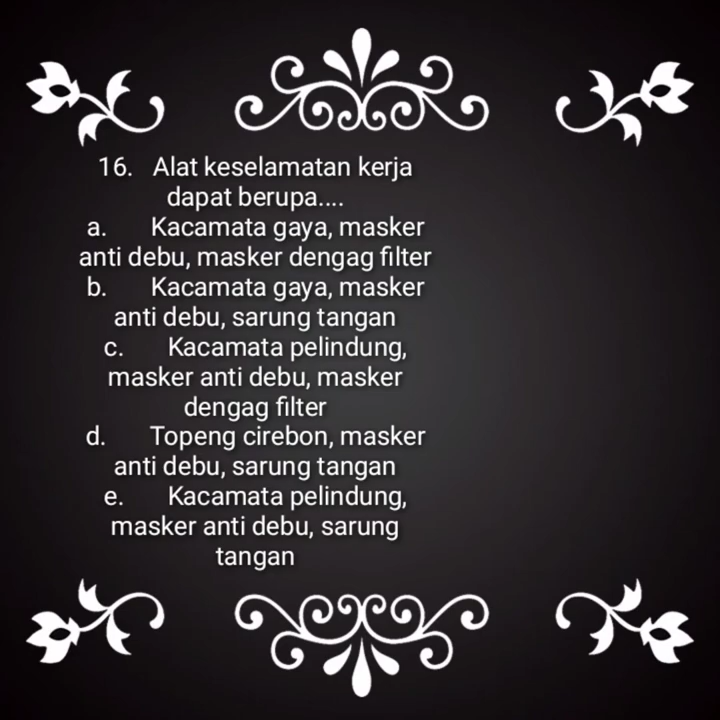 16. Alat keselamatan kerja
dapat berupa....
a. Kacamata gaya, masker
anti debu, masker dengag filter
b. Kacamata gaya, masker
anti debu, sarung tangan
c. Kacamata pelindung,
masker anti debu, masker
dengag filter
d. Topeng cirebon, masker
anti debu, sarung tangan
e. Kacamata pelindung,
masker anti debu, sarung
tangan